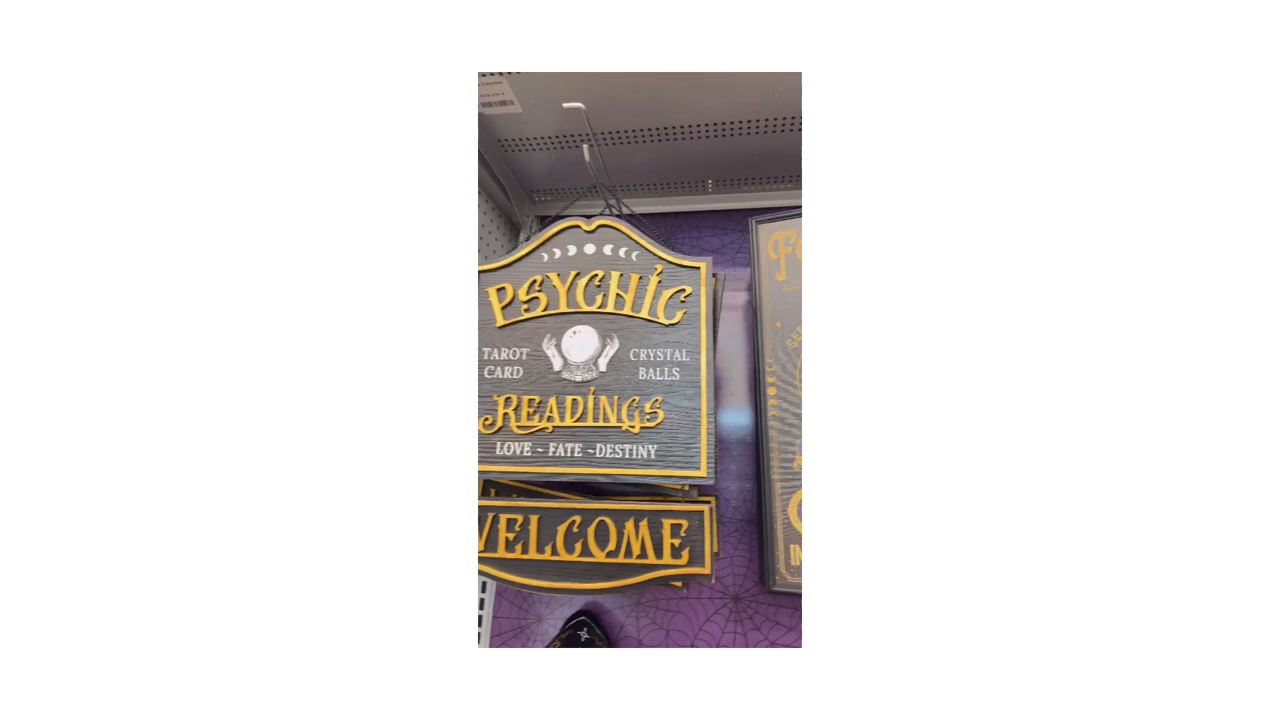 PSYCHIC
TAROT
CARD
CRYSTAL
BALLS
READINGS
LOVE ~ FATE ~DESTINY
WELCOME